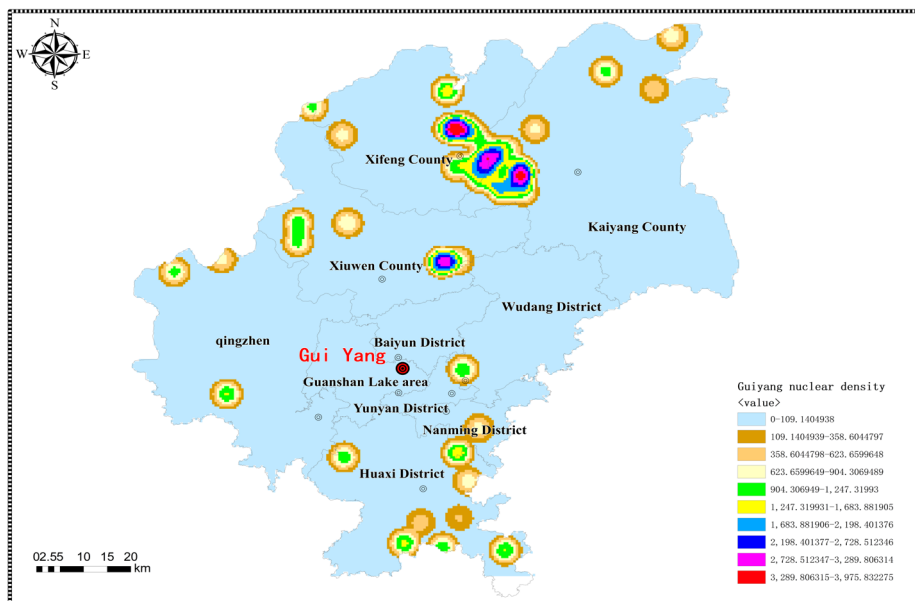 N
W E
S
Xifeng County
Kaiyang County
Xiuwen County
Wudang District
qingzhen
Baiyun District
Gui Yang
Guanshan Lake area
Yunyan District
Nanming District
Huaxi District
02.55 10 15 20
km
Guiyang nuclear density
<value>
0-109.1404938
109.1404939-358.6044797
358.6044798-623.6599648
623.6599649-904.3069489
904.306949-1,247.31993
1,247.319931-1,683.881905
1,683.881906-2,198.401376
2,198.401377-2,728.512346
2,728.512347-3,289.806314
3,289.806315-3,975.832275